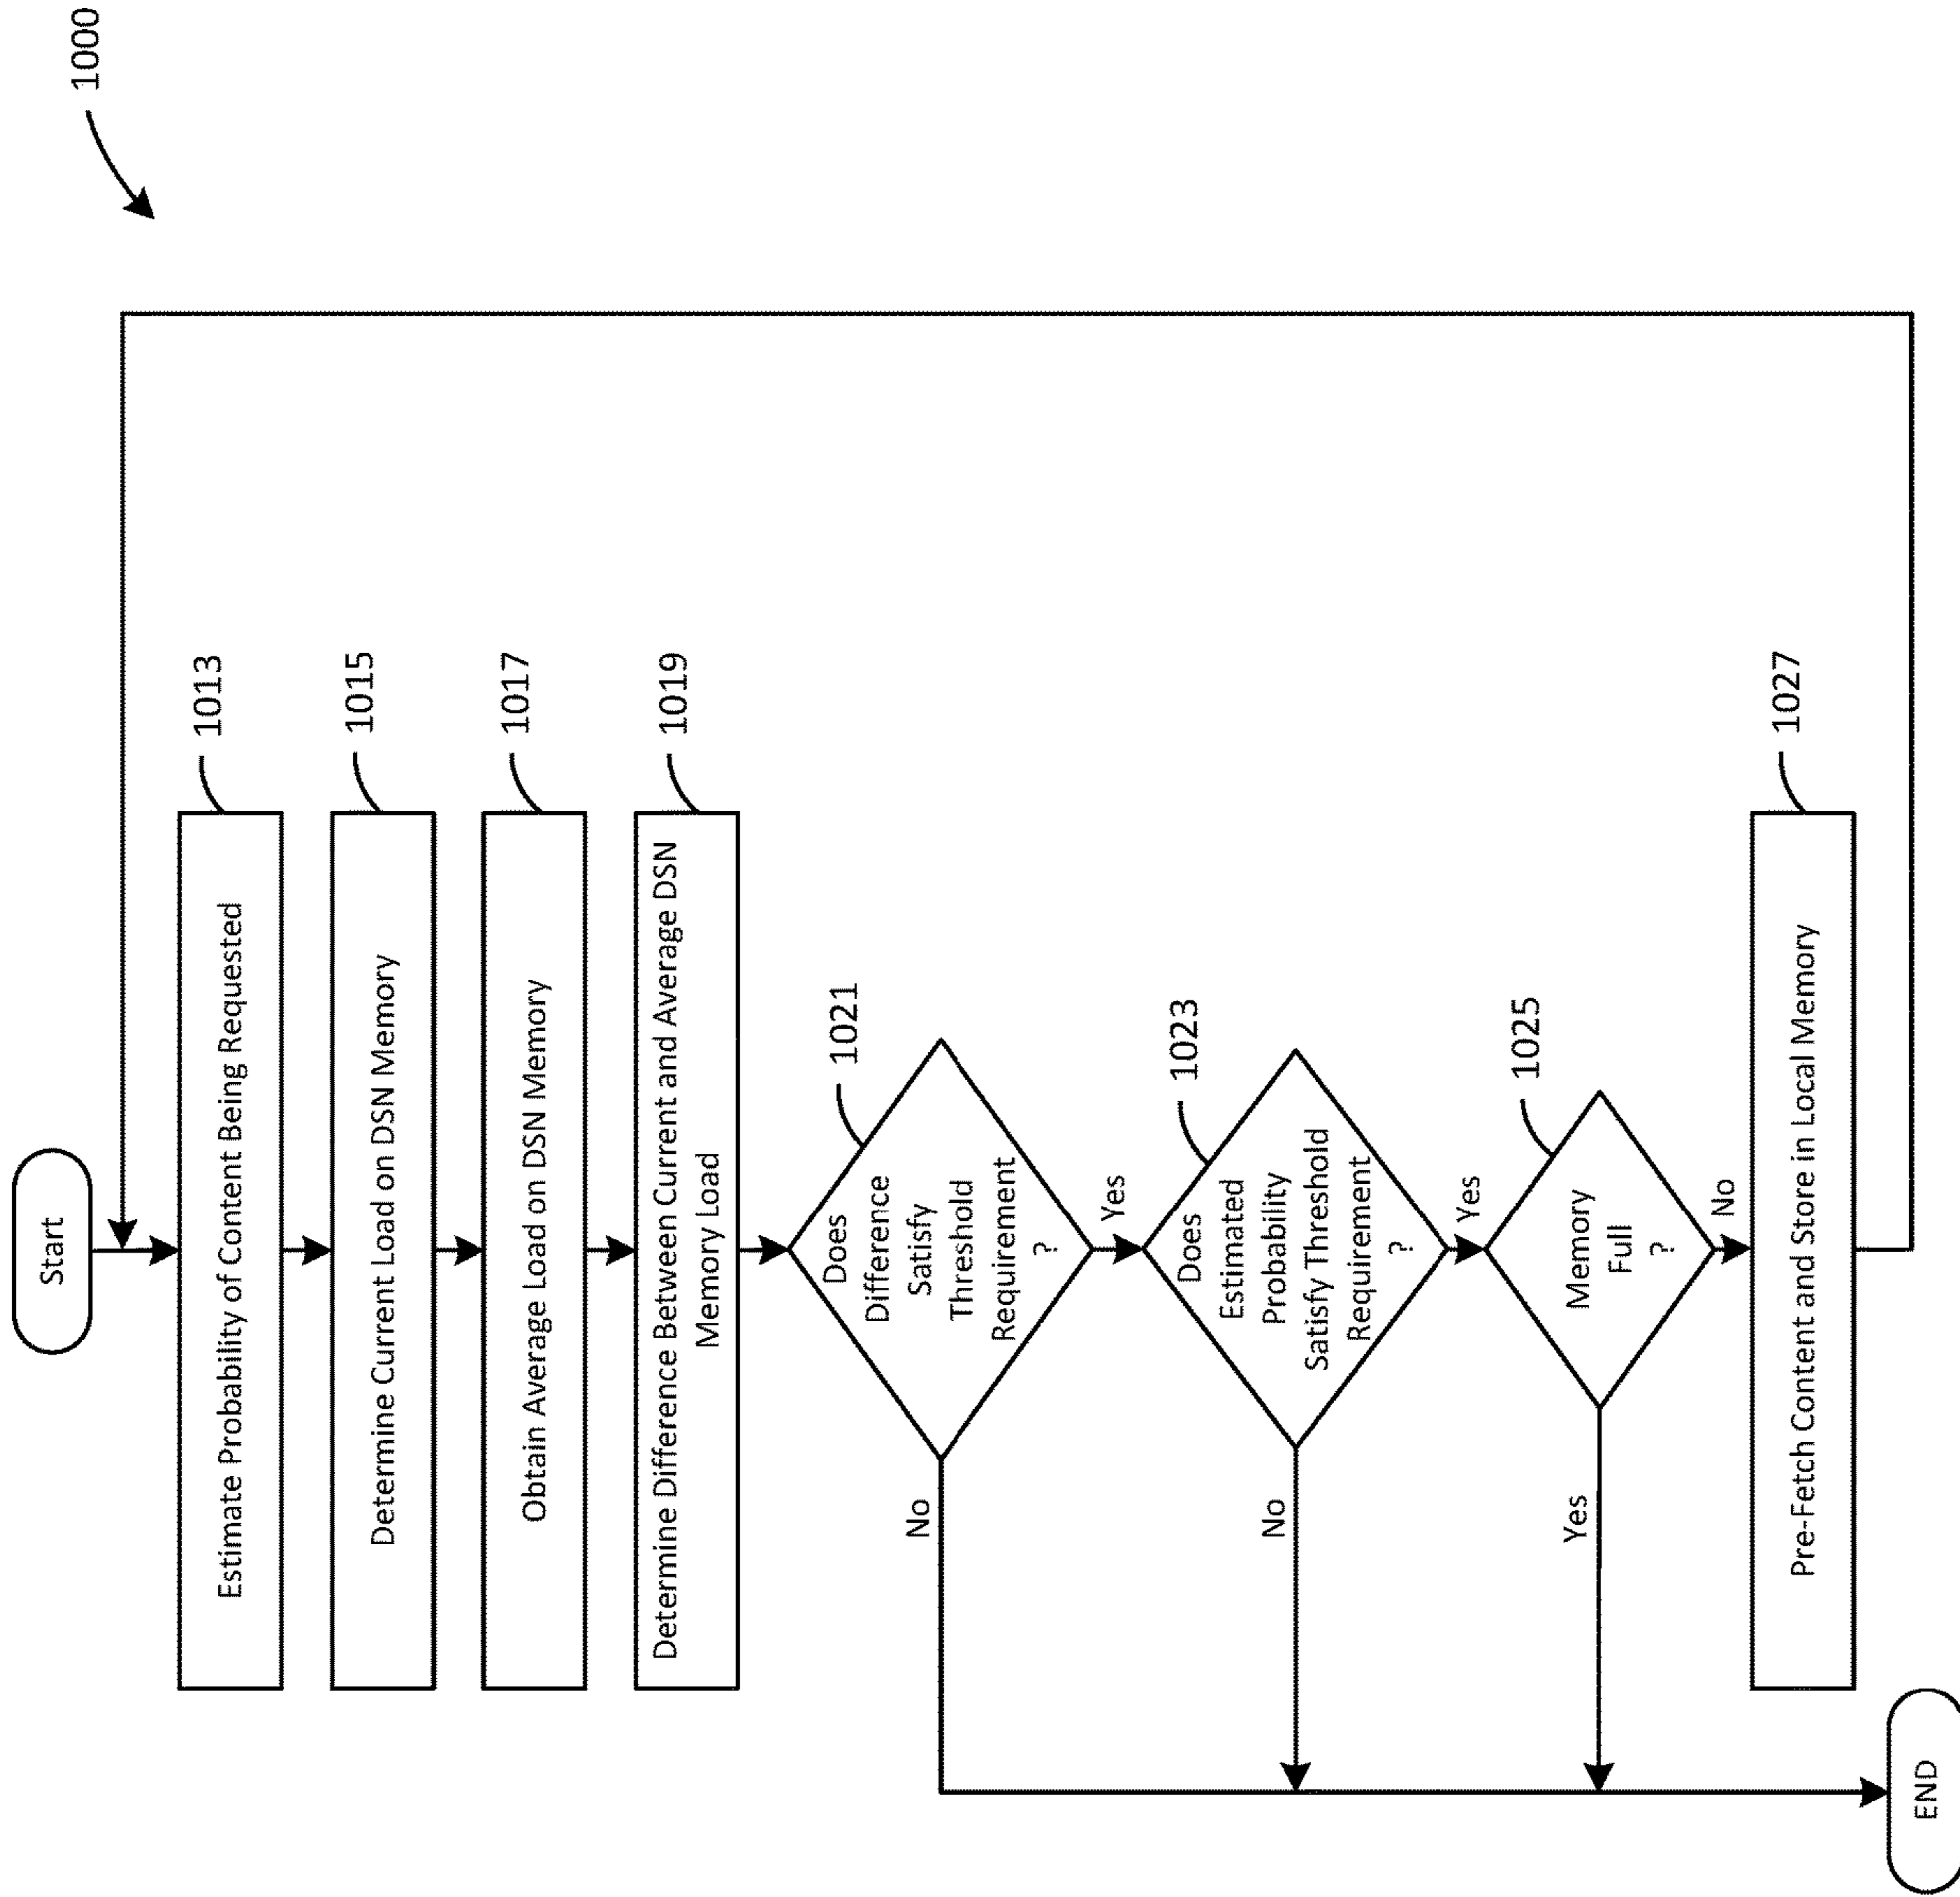 1000
Start
Estimate Probability of Content Being Requested
1013
Determine Current Load on DSN Memory
1015
Obtain Average Load on DSN Memory
1017
Determine Difference Between Current and Average DSN
Memory Load
1019
Does
Difference
Satisfy
Threshold
Requirement
?
1021
No
Yes
Does
Estimated
Probability
Satisfy Threshold
Requirement
?
1023
No
Yes
Memory
Full
?
1025
Yes
No
Pre-Fetch Content and Store in Local Memory
1027
END